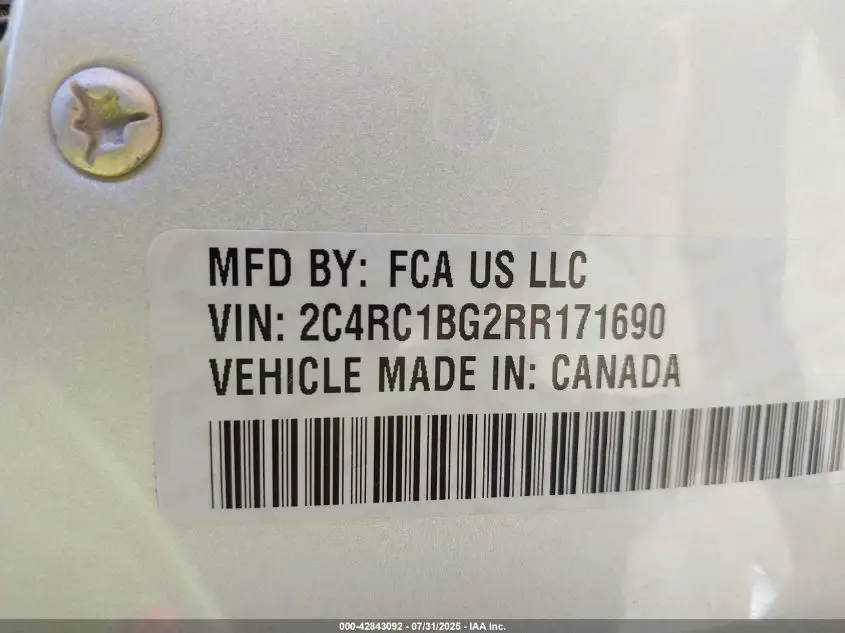 MFD BY: FCA US LLC
VIN: 2C4RC1BG2RR171690
VEHICLE MADE IN: CANADA
000-42843092 - 07/31/2025 - IAA Inc.